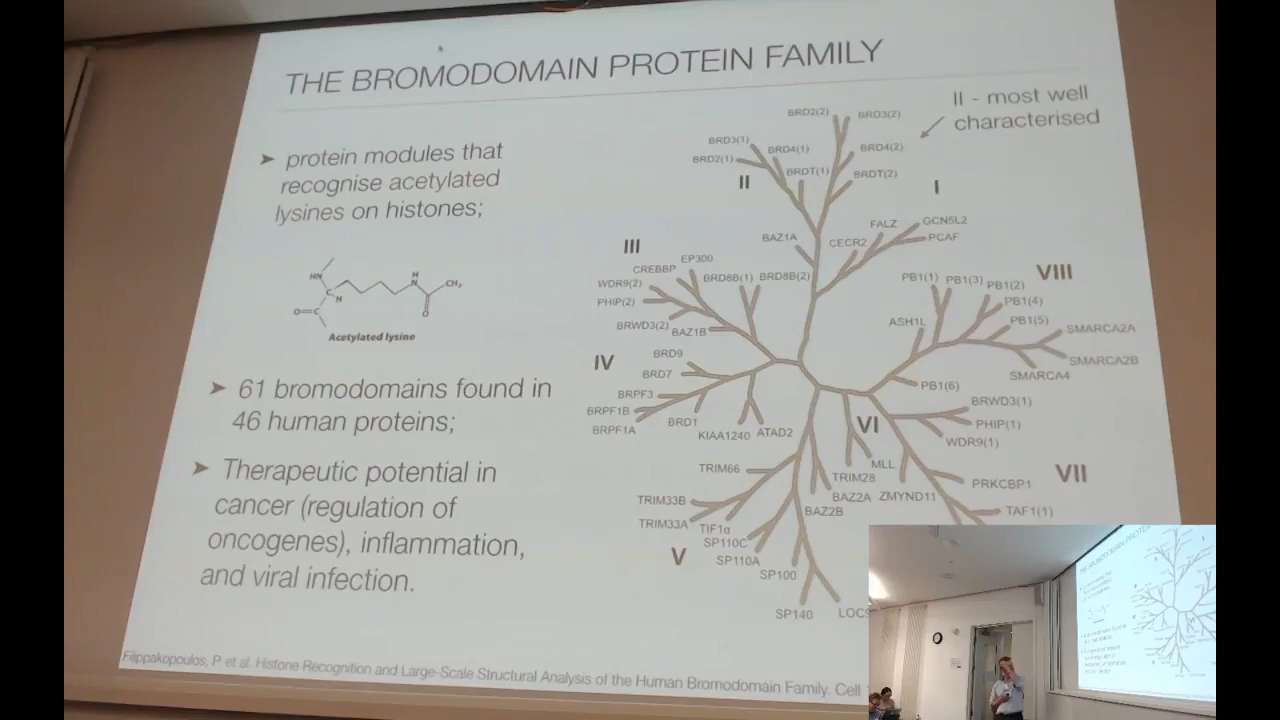 THE BROMODOMAIN PROTEIN FAMILY
➤ protein modules that
recognise acetylated
lysines on histones;
HN
C
H
O=C
H
N
CH₃
O
Acetylated lysine
➤ 61 bromodomains found in
46 human proteins;
➤ Therapeutic potential in
cancer (regulation of
oncogenes), inflammation,
and viral infection.
II - most well
characterised
BRD2(2)
BRD3(2)
BRD3(1)
BRD4(1)
BRD4(2)
BRD2(1)
BRDT(1)
BRDT(2)
II
I
FALZ
GCN5L2
BAZ1A
CECR2
PCAF
III
EP300
CREBBP
BRD8B(1)
BRD8B(2)
WDR9(2)
PHIP(2)
BRWD3(2)
BAZ1B
PB1(1)
PB1(3)
PB1(2)
VIII
PB1(4)
ASH1L
PB1(5)
SMARCA2A
SMARCA2B
SMARCA4
PB1(6)
IV
BRD9
BRD7
BRPF3
BRPF1B
BRPF1A
BRD1
KIAA1240
ATAD2
BRWD3(1)
PHIP(1)
WDR9(1)
VI
MLL
TRIM28
ZMYND11
PRKCBP1
VII
TAF1(1)
TRIM66
TRIM33B
TRIM33A
TIF1α
BAZ2A
BAZ2B
SP110C
SP110A
V
SP100
SP140
LOC9
Filippakopoulos, P. et al. Histone Recognition and Large-Scale Structural Analysis of the Human Bromodomain Family. Cell
THE BROMODOMAIN PROTEIN